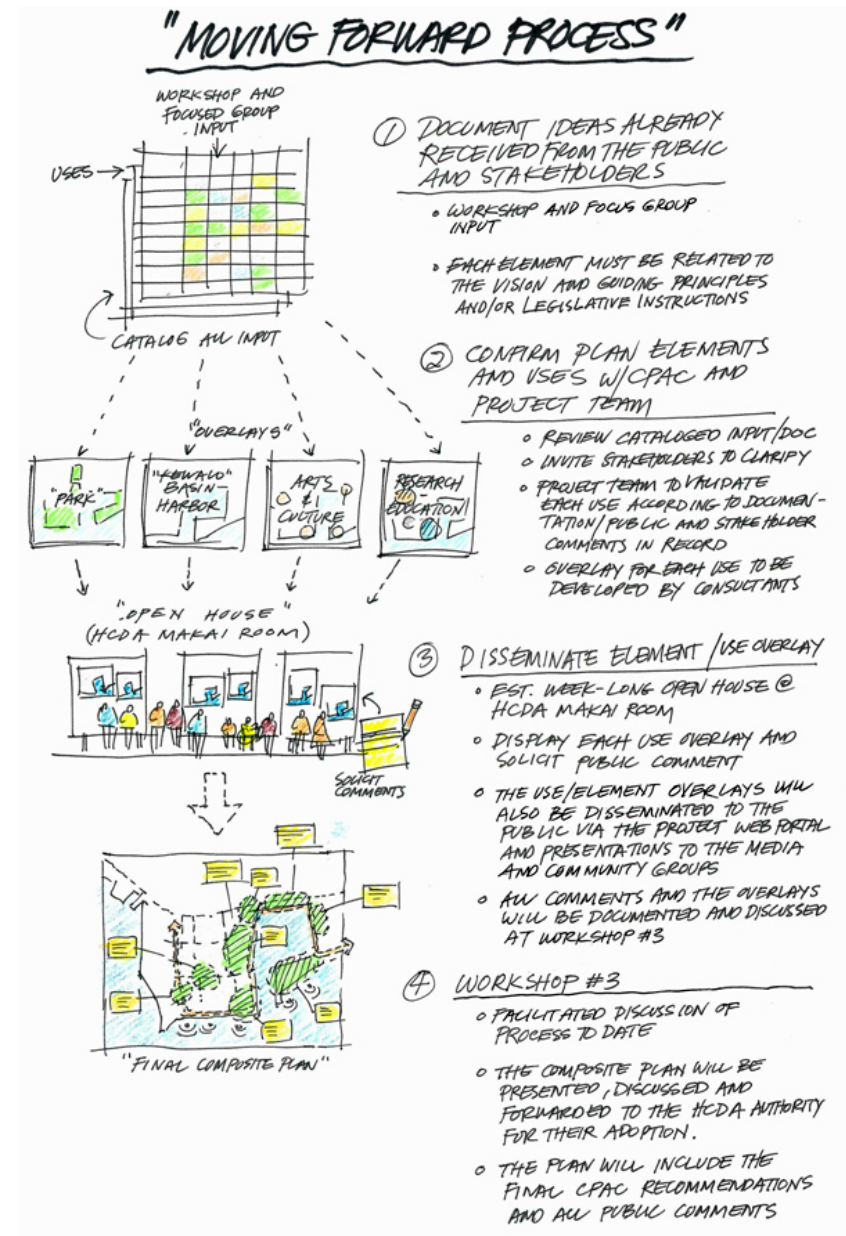 "MOVING FORWARD PROCESS"
WORKSHOP AND
FOCUSED GROUP
INPUT
USES
CATALOG ALL INPUT
"OVERLAYS"
"PARK"
"KEWALO"
BASIN
HARBOR
ARTS
&
CULTURE
RESEARCH
-
EDUCATION
"OPEN HOUSE"
(HCDA MAKAI ROOM)
SOLICIT
COMMENTS
"FINAL COMPOSITE PLAN"
1 DOCUMENT IDEAS ALREADY
RECEIVED FROM THE PUBLIC
AND STAKEHOLDERS
• WORKSHOP AND FOCUS GROUP
INPUT
• EACH ELEMENT MUST BE RELATED TO
THE VISION AND GUIDING PRINCIPLES
AND/OR LEGISLATIVE INSTRUCTIONS
2 CONFIRM PLAN ELEMENTS
AND USES W/CPAC AND
PROJECT TEAM
○ REVIEW CATALOGED INPUT/DOC
○ INVITE STAKEHOLDERS TO CLARIFY
○ PROJECT TEAM TO VALIDATE
EACH USE ACCORDING TO DOCUMEN-
TATION/PUBLIC AND STAKEHOLDER
COMMENTS IN RECORD
○ OVERLAY FOR EACH USE TO BE
DEVELOPED BY CONSULTANTS
3 DISSEMINATE ELEMENT/USE OVERLAY
• EST. WEEK-LONG OPEN HOUSE @
HCDA MAKAI ROOM
• DISPLAY EACH USE OVERLAY AND
SOLICIT PUBLIC COMMENT
• THE USE/ELEMENT OVERLAYS WILL
ALSO BE DISSEMINATED TO THE
PUBLIC VIA THE PROJECT WEB PORTAL
AND PRESENTATIONS TO THE MEDIA
AND COMMUNITY GROUPS
• ALL COMMENTS AND THE OVERLAYS
WILL BE DOCUMENTED AND DISCUSSED
AT WORKSHOP #3
4 WORKSHOP #3
○ FACILITATED DISCUSSION OF
PROCESS TO DATE
○ THE COMPOSITE PLAN WILL BE
PRESENTED, DISCUSSED AND
FORWARDED TO THE HCDA AUTHORITY
FOR THEIR ADOPTION.
○ THE PLAN WILL INCLUDE THE
FINAL CPAC RECOMMENDATIONS
AND ALL PUBLIC COMMENTS